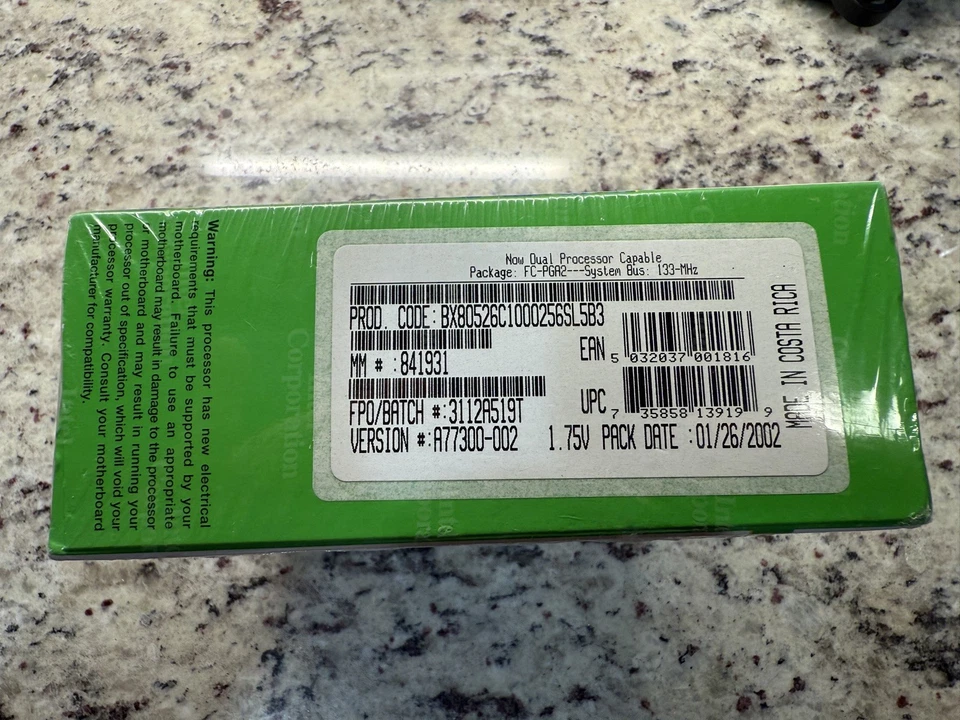 Warning: This processor has new electrical
requirements that must be supported by your
motherboard. Failure to use an appropriate
motherboard may result in damage to the processor
or motherboard and may result in running your
processor out of specification, which will void your
processor warranty. Consult your motherboard
manufacturer for compatibility.
Now Dual Processor Capable
Package: FC-PGA2---System Bus: 133-MHz
PROD. CODE:BX80526C1000256SL5B3
MM # :841931
FPO/BATCH #:3112A519T
VERSION #:A77300-002 1.75V PACK DATE :01/26/2002
EAN 5 032037 001816
UPC 7 35858 13919 9
MADE IN COSTA RICA
Corporation